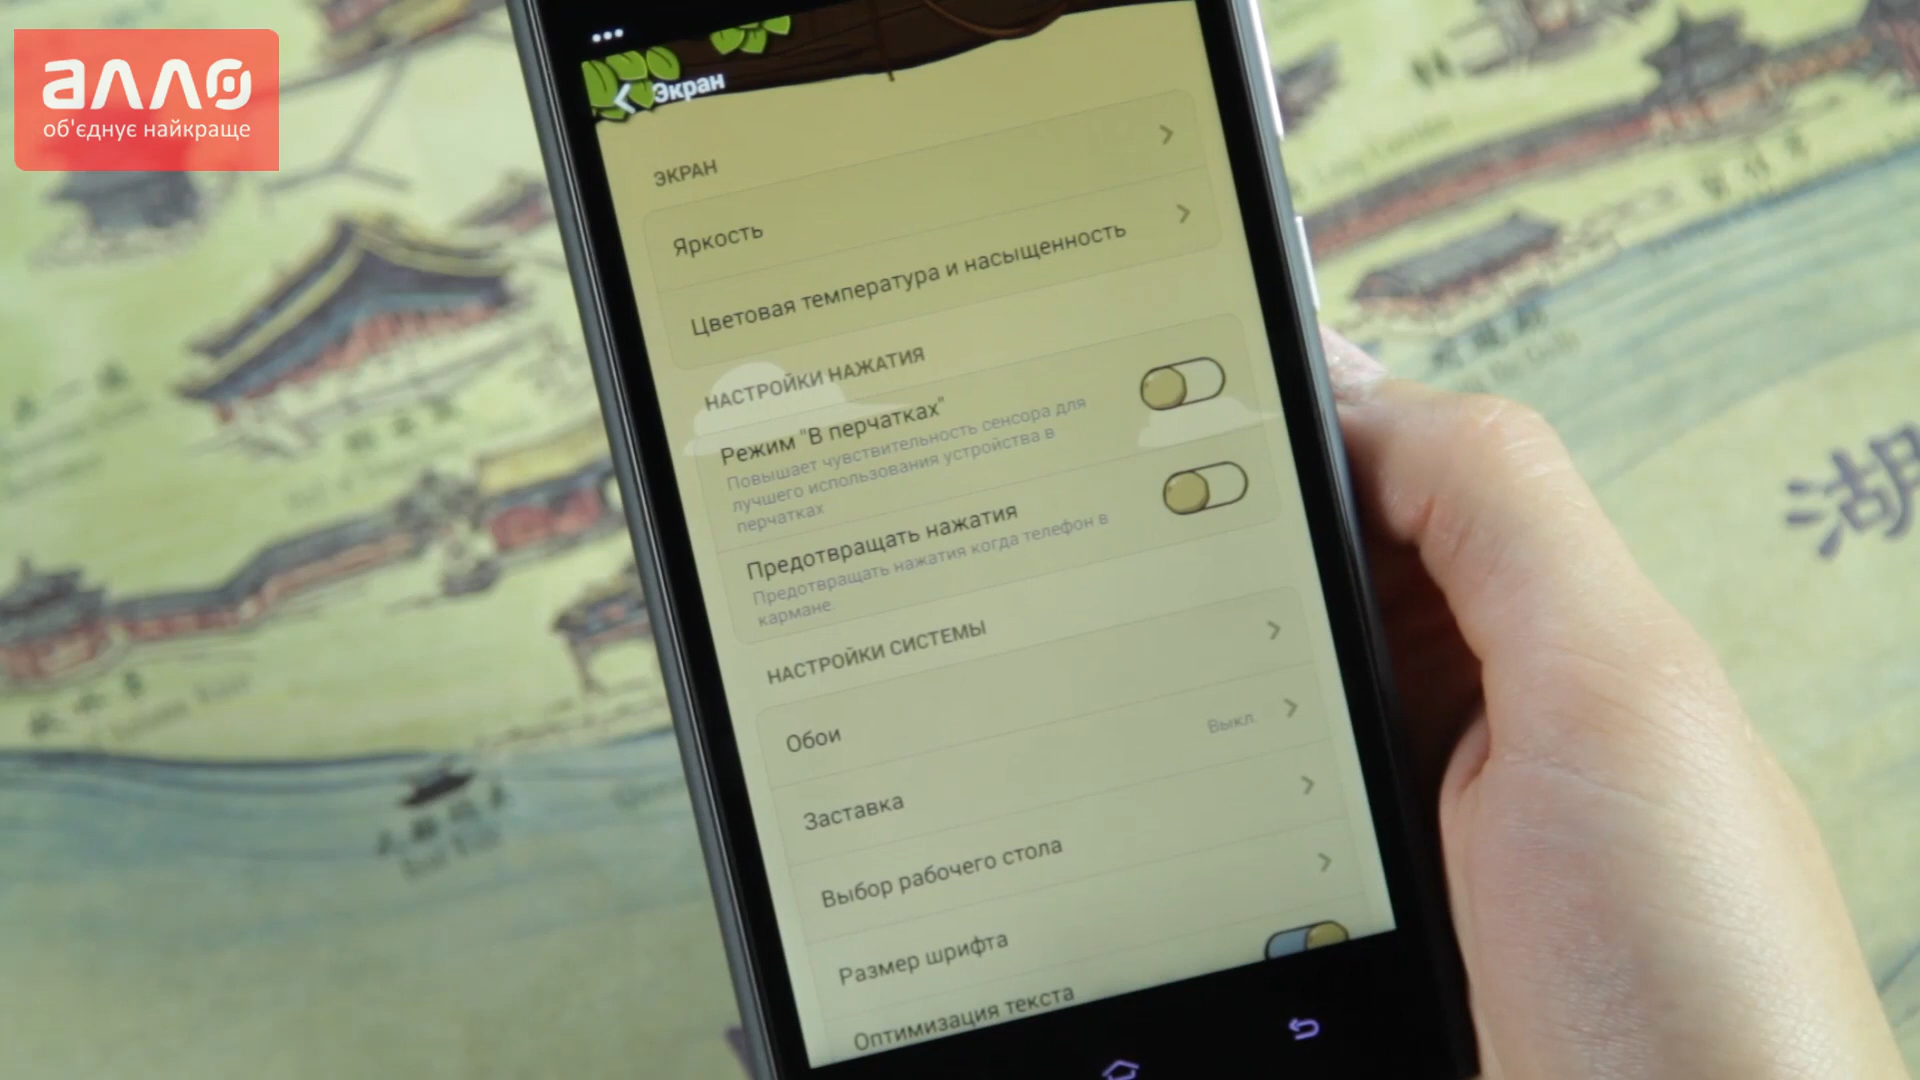 алло
об'єднує найкраще
Экран
ЭКРАН
Яркость
Цветовая температура и насыщенность
НАСТРОЙКИ НАЖАТИЯ
Режим "В перчатках"
Повышает чувствительность сенсора для
лучшего использования устройства в
перчатках
Предотвращать нажатия
Предотвращать нажатия когда телефон в
кармане.
НАСТРОЙКИ СИСТЕМЫ
Обои
Заставка
Выкл.
Выбор рабочего стола
Размер шрифта
Оптимизация текста
湖